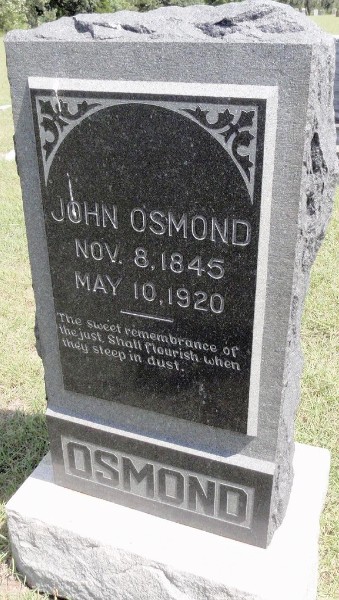 JOHN OSMOND
NOV. 8, 1845
MAY 10, 1920
The sweet remembrance of
the just. Shall flourish when
they sleep in dust.
OSMOND